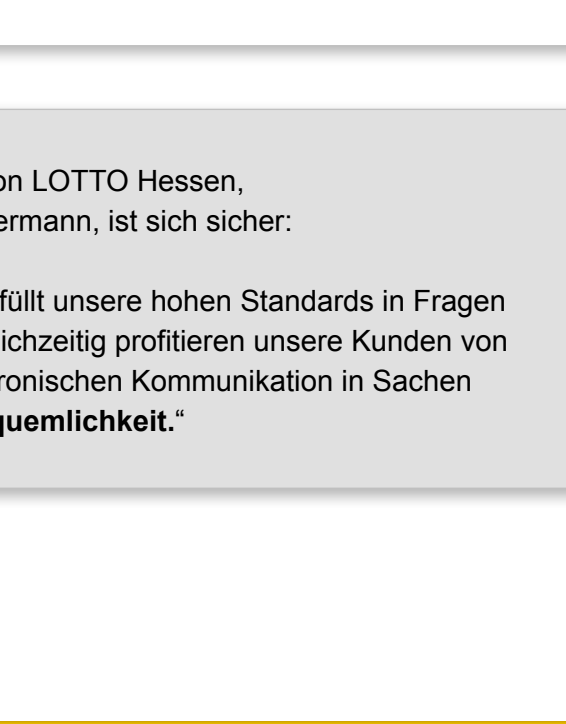 on LOTTO Hessen,
ermann, ist sich sicher:
füllt unsere hohen Standards in Fragen
ichzeitig profitieren unsere Kunden von
ronischen Kommunikation in Sachen
quemlichkeit.“